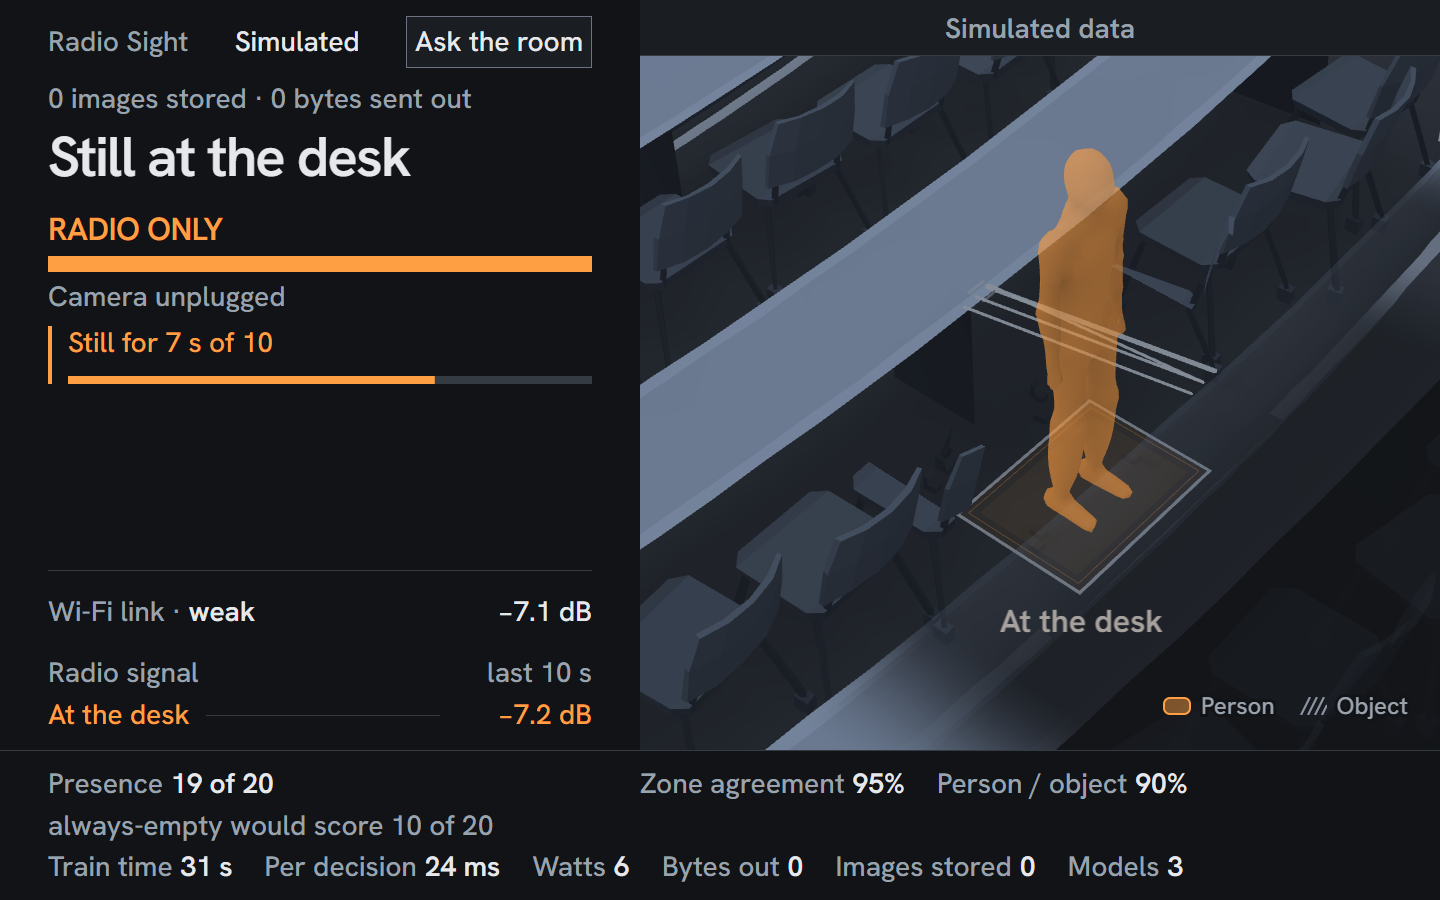 Radio Sight Simulated Ask the room
0 images stored · 0 bytes sent out
Still at the desk
RADIO ONLY
Camera unplugged
Still for 7 s of 10
Wi-Fi link · weak −7.1 dB
Radio signal last 10 s
At the desk −7.2 dB
Simulated data
At the desk
Person Object
Presence 19 of 20 Zone agreement 95% Person / object 90%
always-empty would score 10 of 20
Train time 31 s Per decision 24 ms Watts 6 Bytes out 0 Images stored 0 Models 3